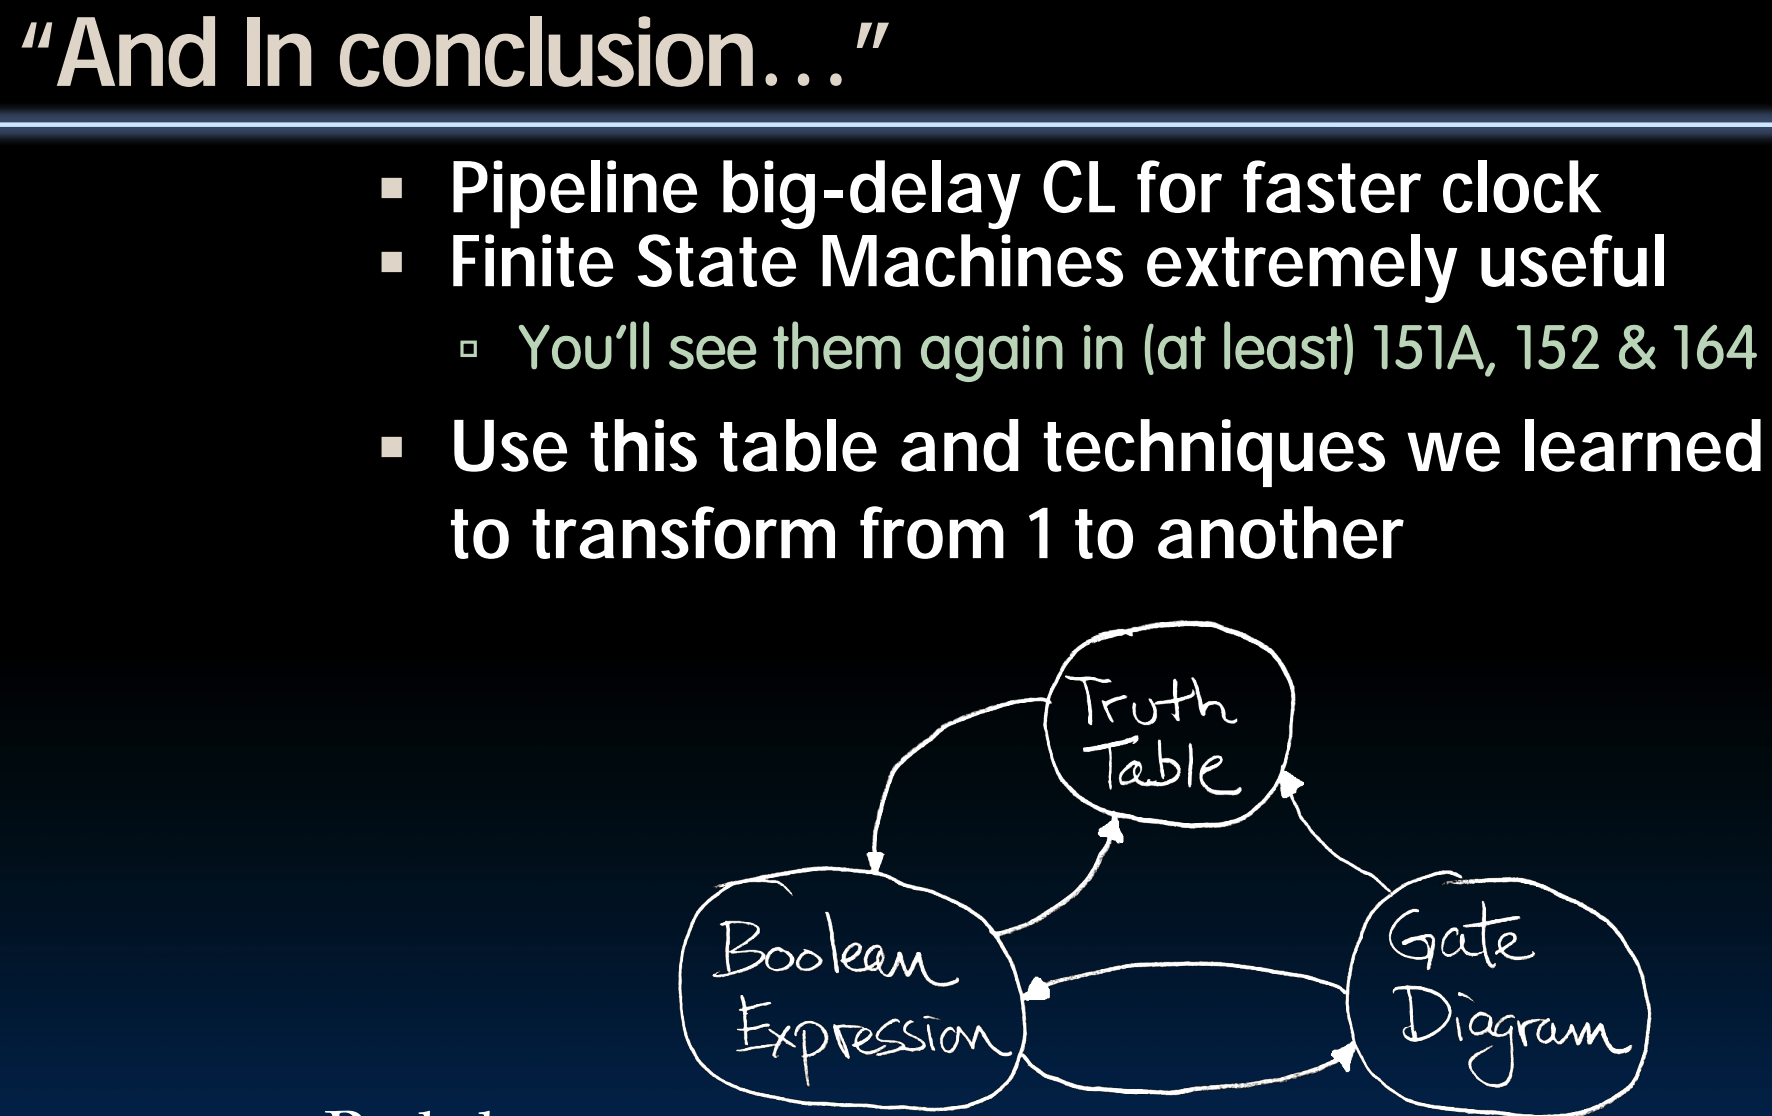 “And In conclusion…”
Pipeline big-delay CL for faster clock
Finite State Machines extremely useful
You’ll see them again in (at least) 151A, 152 & 164
Use this table and techniques we learned
to transform from 1 to another
Truth
Table
Boolean
Expression
Gate
Diagram